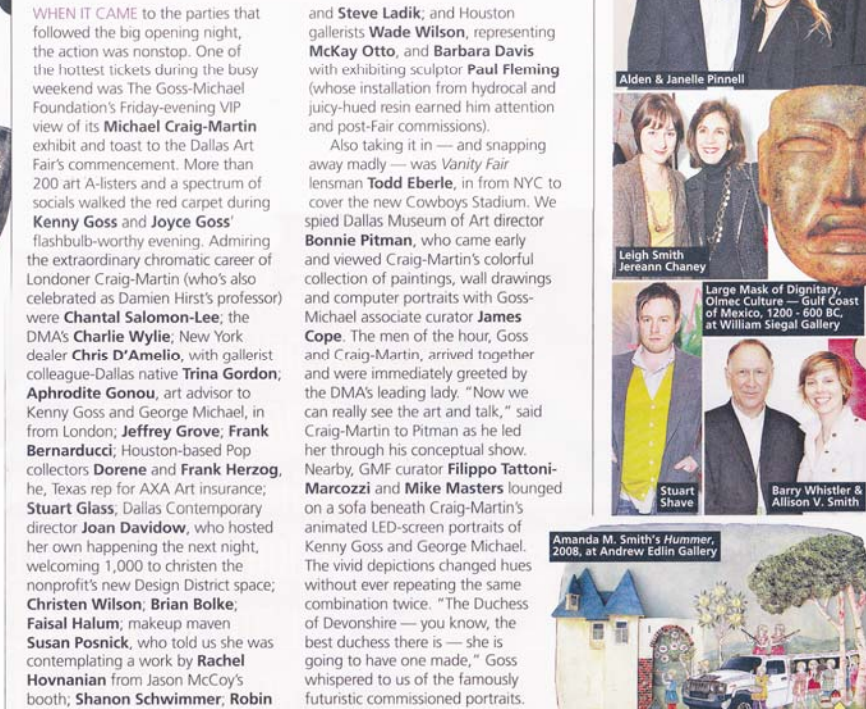 WHEN IT CAME to the parties that
followed the big opening night,
the action was nonstop. One of
the hottest tickets during the busy
weekend was The Goss-Michael
Foundation's Friday-evening VIP
view of its Michael Craig-Martin
exhibit and toast to the Dallas Art
Fair's commencement. More than
200 art A-listers and a spectrum of
socials walked the red carpet during
Kenny Goss and Joyce Goss'
flashbulb-worthy evening. Admiring
the extraordinary chromatic career of
Londoner Craig-Martin (who's also
celebrated as Damien Hirst's professor)
were Chantal Salomon-Lee; the
DMA's Charlie Wylie; New York
dealer Chris D'Amelio, with gallerist
colleague-Dallas native Trina Gordon;
Aphrodite Gonou, art advisor to
Kenny Goss and George Michael, in
from London; Jeffrey Grove; Frank
Bernarducci; Houston-based Pop
collectors Dorene and Frank Herzog,
he, Texas rep for AXA Art insurance;
Stuart Glass; Dallas Contemporary
director Joan Davidow, who hosted
her own happening the next night,
welcoming 1,000 to christen the
nonprofit's new Design District space;
Christen Wilson; Brian Bolke;
Faisal Halum; makeup maven
Susan Posnick, who told us she was
contemplating a work by Rachel
Hovnanian from Jason McCoy's
booth; Shanon Schwimmer; Robin
and Steve Ladik; and Houston
gallerists Wade Wilson, representing
McKay Otto, and Barbara Davis
with exhibiting sculptor Paul Fleming
(whose installation from hydrocal and
juicy-hued resin earned him attention
and post-Fair commissions).
Also taking it in — and snapping
away madly — was Vanity Fair
lensman Todd Eberle, in from NYC to
cover the new Cowboys Stadium. We
spied Dallas Museum of Art director
Bonnie Pitman, who came early
and viewed Craig-Martin's colorful
collection of paintings, wall drawings
and computer portraits with Goss-
Michael associate curator James
Cope. The men of the hour, Goss
and Craig-Martin, arrived together
and were immediately greeted by
the DMA's leading lady. "Now we
can really see the art and talk," said
Craig-Martin to Pitman as he led
her through his conceptual show.
Nearby, GMF curator Filippo Tattoni-
Marcozzi and Mike Masters lounged
on a sofa beneath Craig-Martin's
animated LED-screen portraits of
Kenny Goss and George Michael.
The vivid depictions changed hues
without ever repeating the same
combination twice. "The Duchess
of Devonshire — you know, the
best duchess there is — she is
going to have one made," Goss
whispered to us of the famously
futuristic commissioned portraits.
Alden & Janelle Pinnell
Leigh Smith
Jereann Chaney
Large Mask of Dignitary,
Olmec Culture — Gulf Coast
of Mexico, 1200 - 600 BC,
at William Siegal Gallery
Stuart
Shave
Barry Whistler &
Allison V. Smith
Amanda M. Smith's Hummer,
2008, at Andrew Edlin Gallery